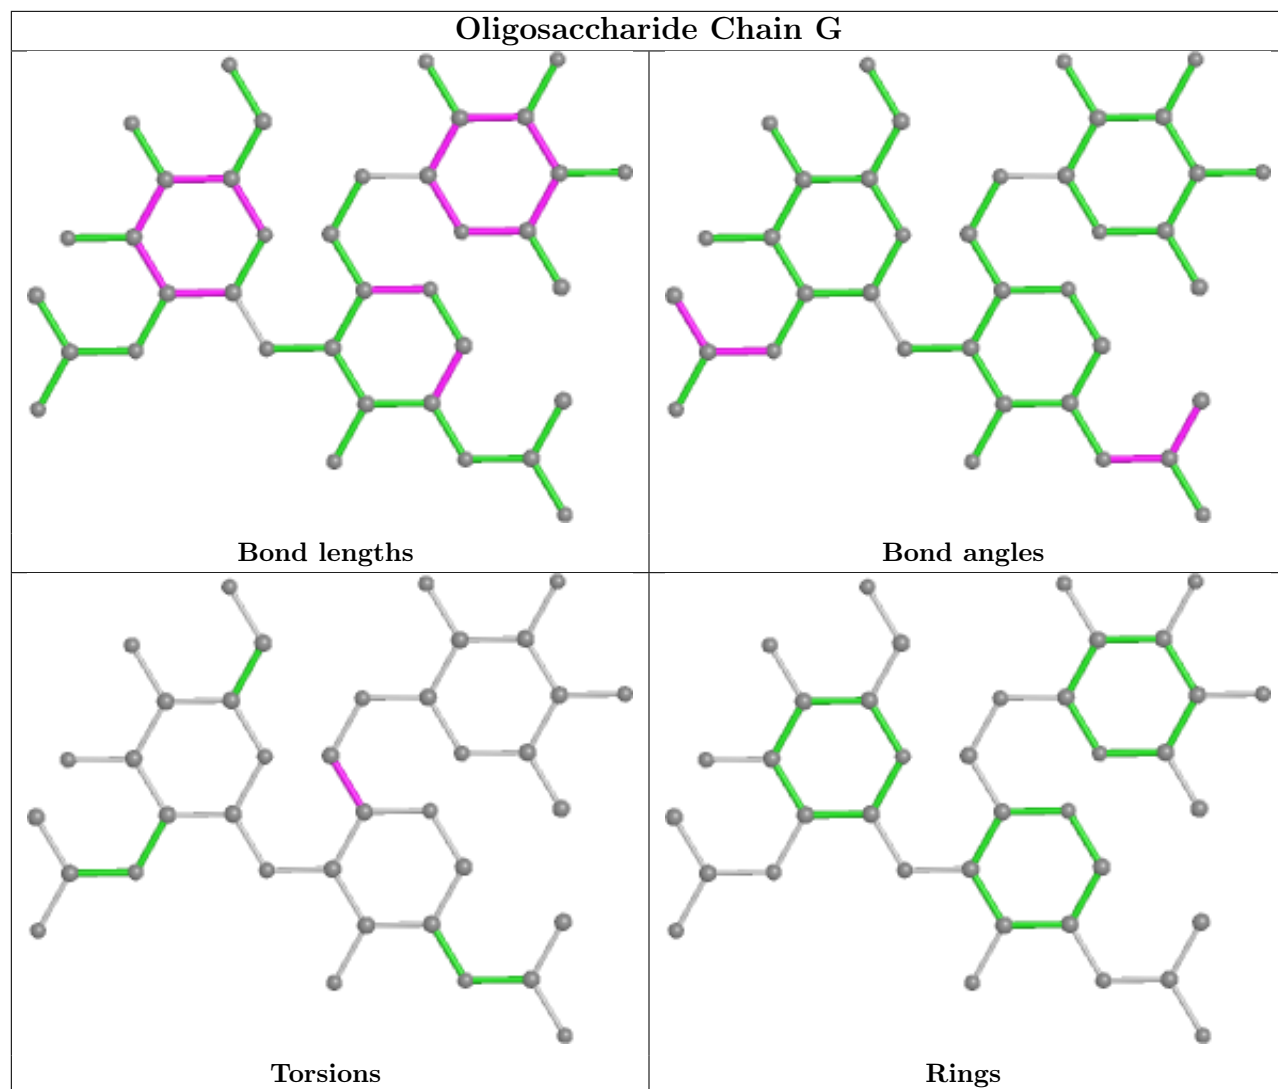 Oligosaccharide Chain G
Bond lengths
Bond angles
Torsions
Rings